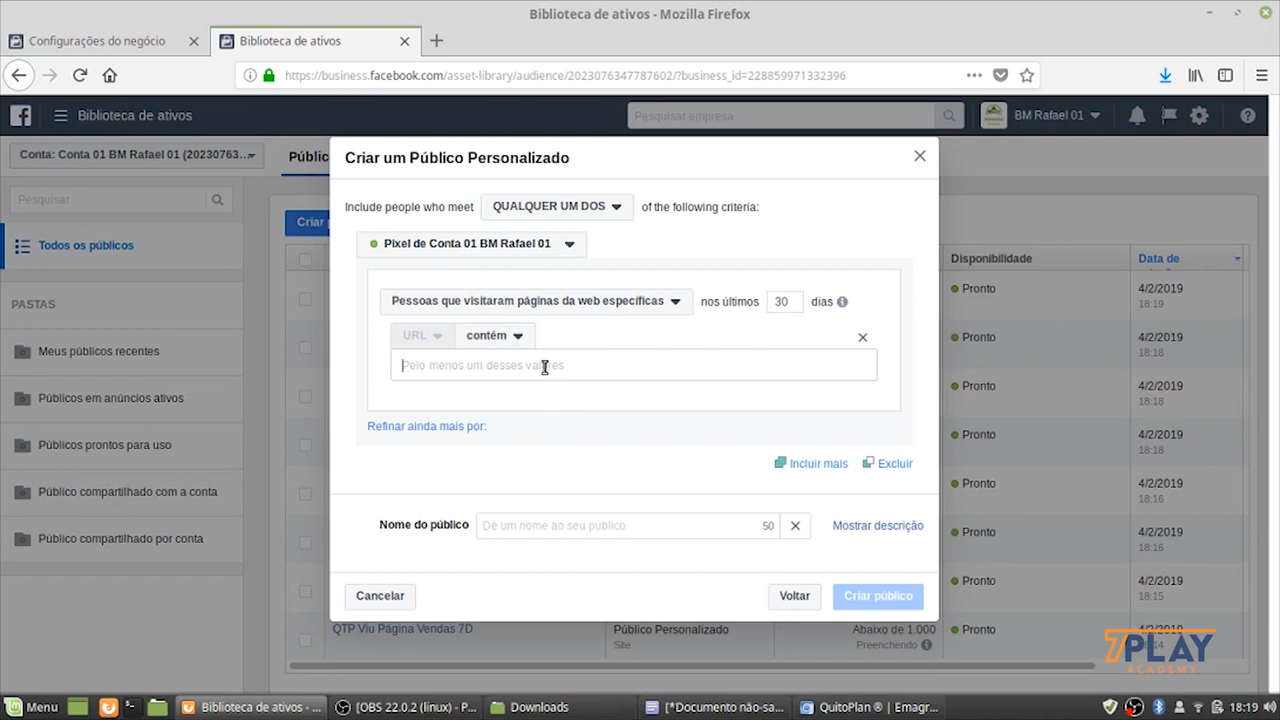 Biblioteca de ativos - Mozilla Firefox
Configurações do negócio
Biblioteca de ativos
https://business.facebook.com/asset-library/audience/2023076347787602/?business_id=228859971332396
Biblioteca de ativos
Pesquisar empresa
BM Rafael 01
Conta: Conta 01 BM Rafael 01 (20230763...
Públic
Criar um Público Personalizado
Pesquisar
Include people who meet QUALQUER UM DOS of the following criteria:
Criar p
Todos os públicos
Pixel de Conta 01 BM Rafael 01
Disponibilidade
Data de
PASTAS
Pronto
4/2/2019
18:19
Pessoas que visitaram páginas da web específicas nos últimos 30 dias
URL contém
Pronto
4/2/2019
18:18
Meus públicos recentes
Pelo menos um desses valores
Pronto
4/2/2019
18:18
Públicos em anúncios ativos
Refinar ainda mais por:
Pronto
4/2/2019
18:18
Públicos prontos para uso
Incluir mais
Excluir
Pronto
4/2/2019
18:16
Público compartilhado com a conta
Nome do público
Dê um nome ao seu público
50
Mostrar descrição
Pronto
4/2/2019
18:16
Público compartilhado por conta
Pronto
4/2/2019
18:15
Cancelar
Voltar
Criar público
QTP Viu Página Vendas 7D
Público Personalizado
Site
Abaixo de 1.000
Preenchendo
Pronto
4/2/2019
7PLAY
ACADEMY
Menu
Biblioteca de ativos - ...
[OBS 22.0.2 (linux) - P...
Downloads
[*Documento não-sa...
QuitoPlan ® | Emagr...
18:19